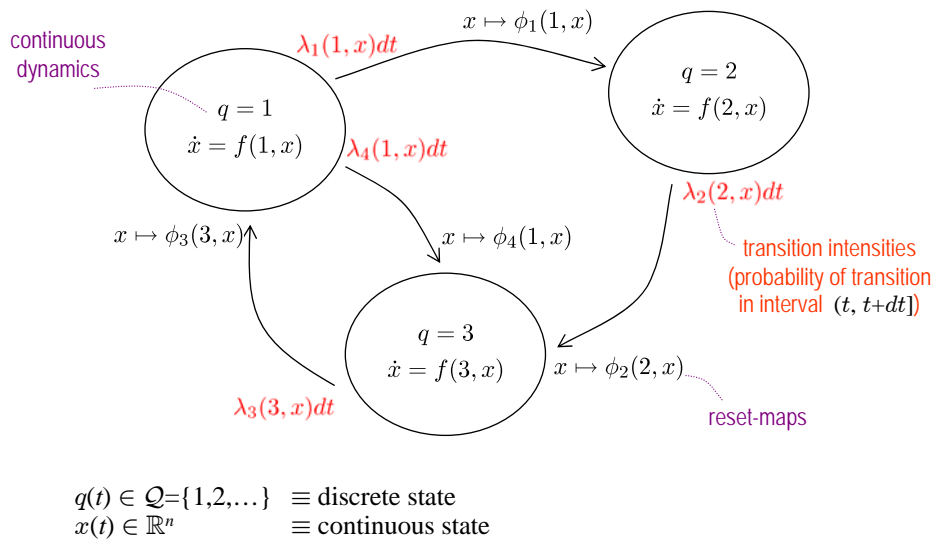 continuous
dynamics
λ₁(1, x)dt
x ↦ ϕ₁(1, x)
q = 1
ẋ = f(1, x)
q = 2
ẋ = f(2, x)
λ₄(1, x)dt
λ₂(2, x)dt
x ↦ ϕ₃(3, x)
x ↦ ϕ₄(1, x)
transition intensities
(probability of transition
in interval (t, t+dt])
q = 3
ẋ = f(3, x)
x ↦ ϕ₂(2, x)
λ₃(3, x)dt
reset-maps
q(t) ∈ 𝒬={1,2,…} ≡ discrete state
x(t) ∈ ℝⁿ ≡ continuous state